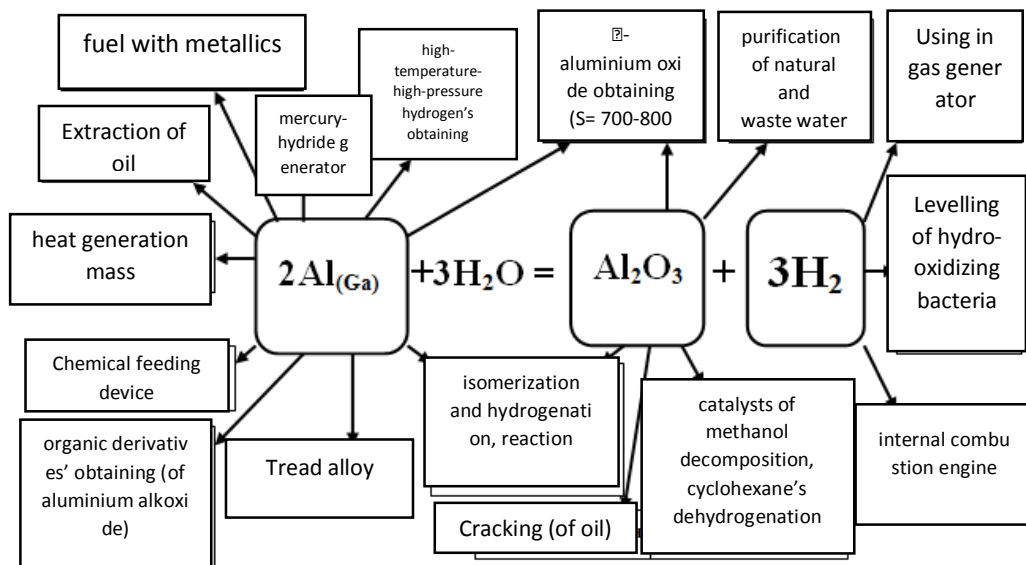 fuel with metallics
high-
temperature-
high-pressure
hydrogen's
obtaining
-
aluminium oxi
de obtaining
(S= 700-800
purification
of natural
and
waste water
Using in
gas gener
ator
Extraction of
oil
mercury-
hydride g
enerator
heat generation
mass
2Al(Ga) +3H₂O = Al₂O₃ + 3H₂
Levelling
of hydro-
oxidizing
bacteria
Chemical feeding
device
organic derivativ
es' obtaining (of
aluminium alkoxi
de)
Tread alloy
isomerization
and hydrogenati
on, reaction
Cracking (of oil)
catalysts of
methanol
decomposition,
cyclohexane's
dehydrogenation
internal combu
stion engine